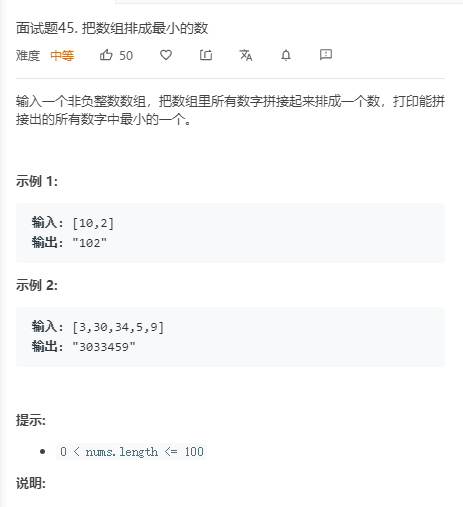 面试题45. 把数组排成最小的数
难度 中等 50
输入一个非负整数数组，把数组里所有数字拼接起来排成一个数，打印能拼
接出的所有数字中最小的一个。
示例 1:
输入: [10,2]
输出: "102"
示例 2:
输入: [3,30,34,5,9]
输出: "3033459"
提示:
0 < nums.length <= 100
说明: